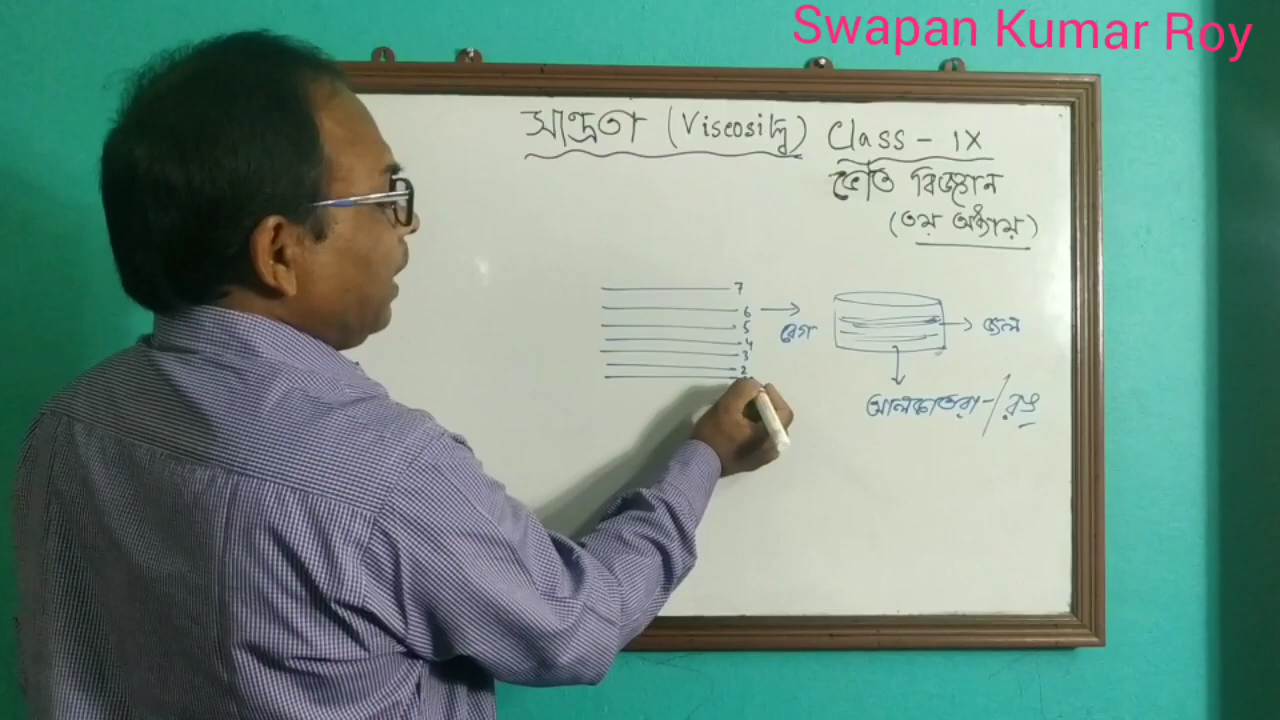 Swapan Kumar Roy
সান্দ্রতা (Viscosity) Class - IX
ভৌত বিজ্ঞান
(৩য় অধ্যায়)
7
6 → বেগ
5
4
3
2
→ জল
আলকাতরা / রঙ